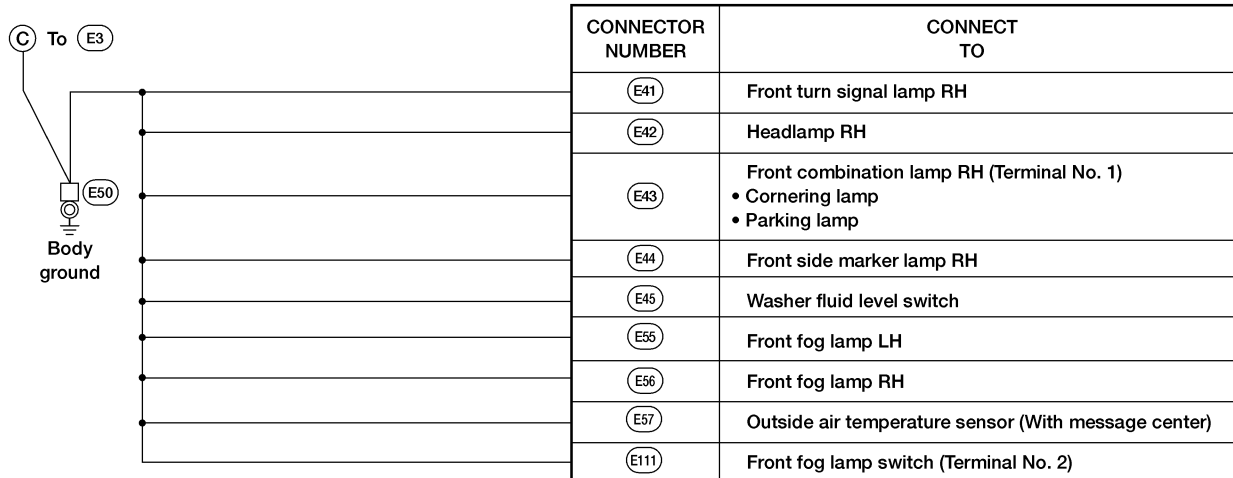 C To E3
E50
Body
ground
CONNECTOR
NUMBER
CONNECT
TO
E41 Front turn signal lamp RH
E42 Headlamp RH
E43 Front combination lamp RH (Terminal No. 1)
• Cornering lamp
• Parking lamp
E44 Front side marker lamp RH
E45 Washer fluid level switch
E55 Front fog lamp LH
E56 Front fog lamp RH
E57 Outside air temperature sensor (With message center)
E111 Front fog lamp switch (Terminal No. 2)